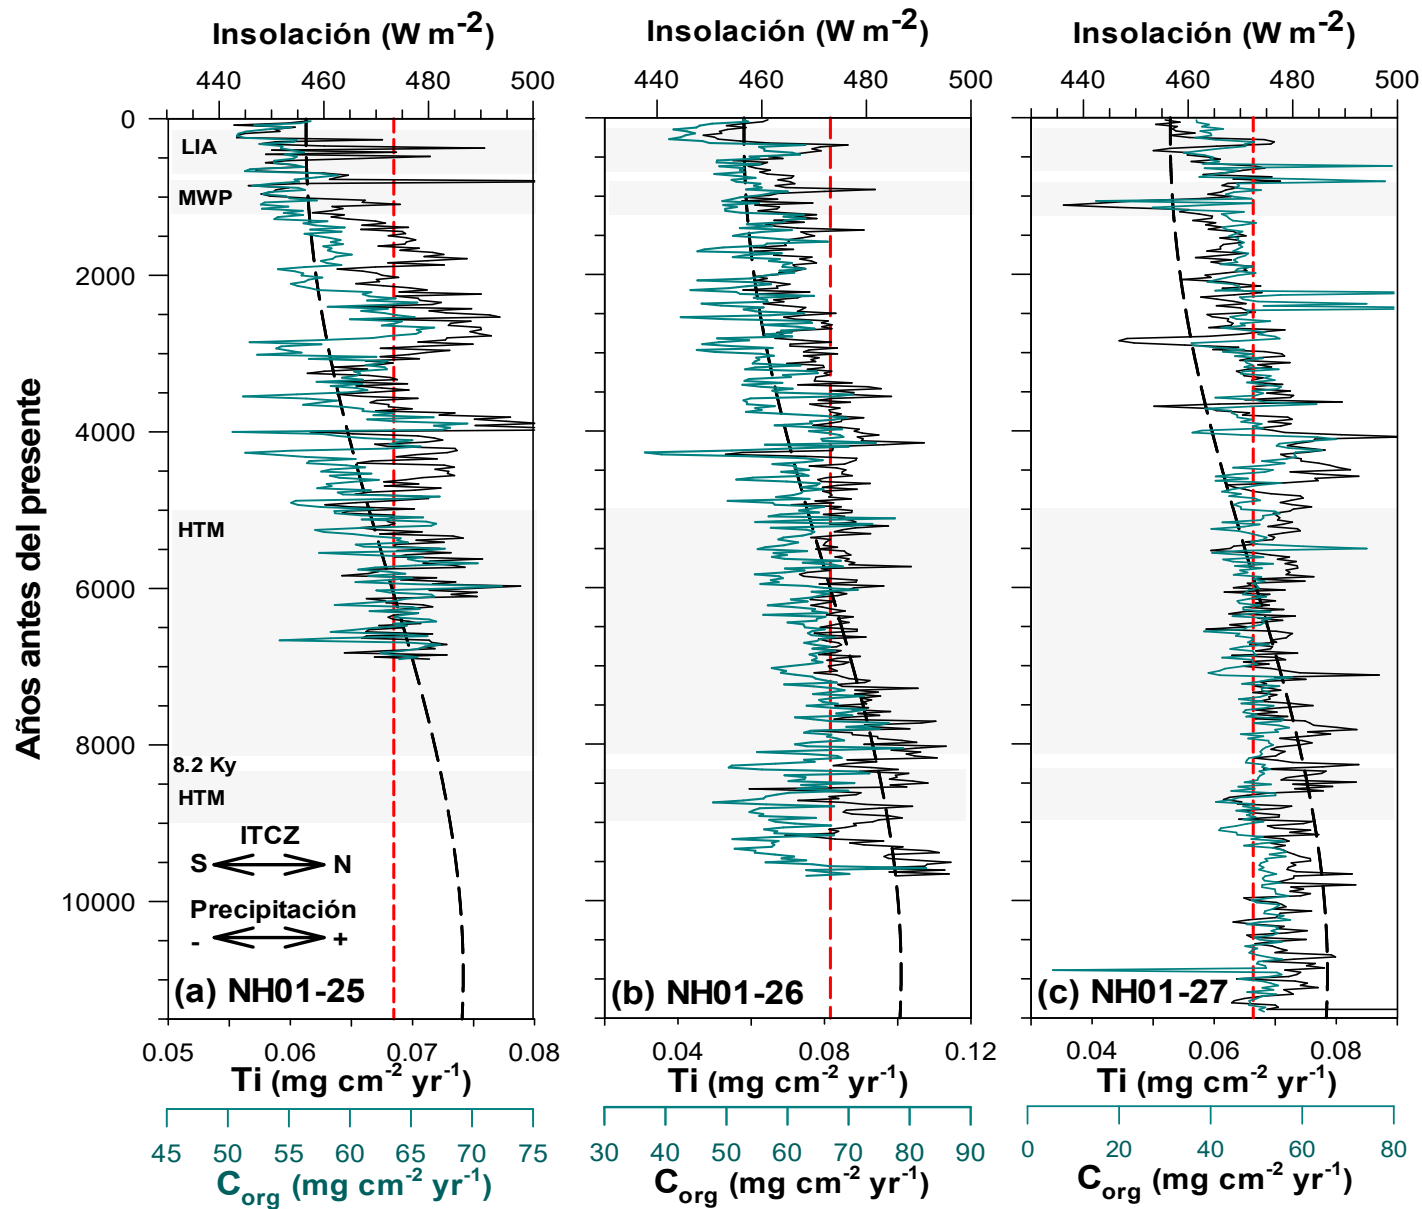 Insolación (W m-2) Insolación (W m-2) Insolación (W m-2)
440 460 480 500 440 460 480 500 440 460 480 500
Años antes del presente
0
LIA
MWP
2000
4000
HTM
6000
8000
8.2 Ky
HTM
ITCZ
S N
10000
Precipitación
- +
(a) NH01-25 (b) NH01-26 (c) NH01-27
0.05 0.06 0.07 0.08 0.04 0.08 0.12 0.04 0.06 0.08
Ti (mg cm-2 yr-1) Ti (mg cm-2 yr-1) Ti (mg cm-2 yr-1)
45 50 55 60 65 70 75 30 40 50 60 70 80 90 0 20 40 60 80
Corg (mg cm-2 yr-1) Corg (mg cm-2 yr-1) Corg (mg cm-2 yr-1)